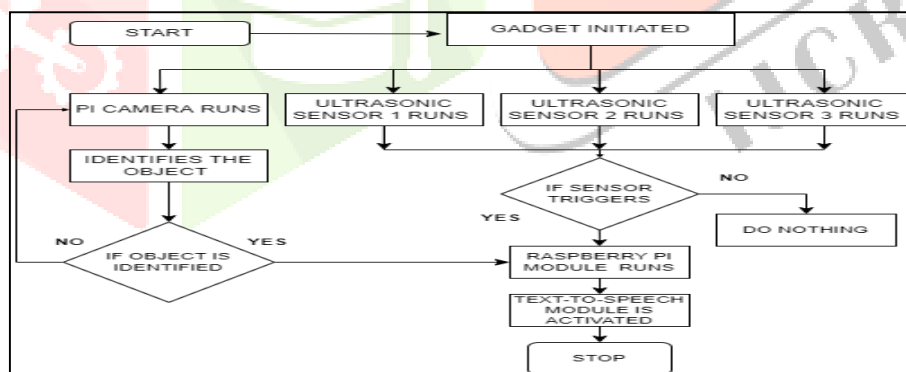 START
GADGET INITIATED
PI CAMERA RUNS
ULTRASONIC
SENSOR 1 RUNS
ULTRASONIC
SENSOR 2 RUNS
ULTRASONIC
SENSOR 3 RUNS
IDENTIFIES THE
OBJECT
IF SENSOR
TRIGGERS
NO
YES
DO NOTHING
NO
YES
IF OBJECT IS
IDENTIFIED
RASPBERRY PI
MODULE RUNS
TEXT-TO-SPEECH
MODULE IS
ACTIVATED
STOP